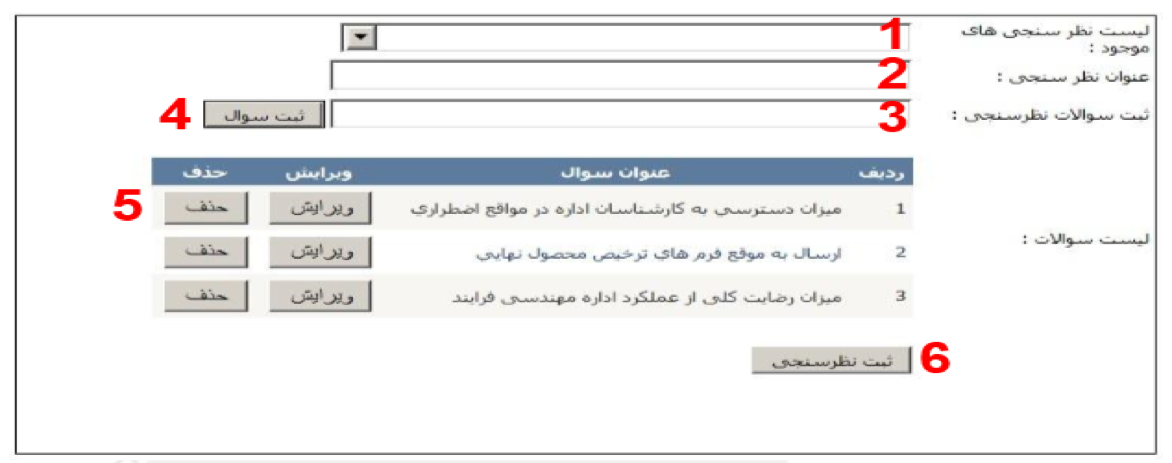 لیست نظر سنجی های
موجود :
1
عنوان نظر سنجی :
2
ثبت سوالات نظرسنجی :
3
ثبت سوال
4
ردیف عنوان سوال ویرایش حذف
1 میزان دسترسی به کارشناسان اداره در مواقع اضطراری ویرایش حذف
5
لیست سوالات :
2 ارسال به موقع فرم های ترخیص محصول نهایی ویرایش حذف
3 میزان رضایت کلی از عملکرد اداره مهندسی فرایند ویرایش حذف
ثبت نظرسنجی
6